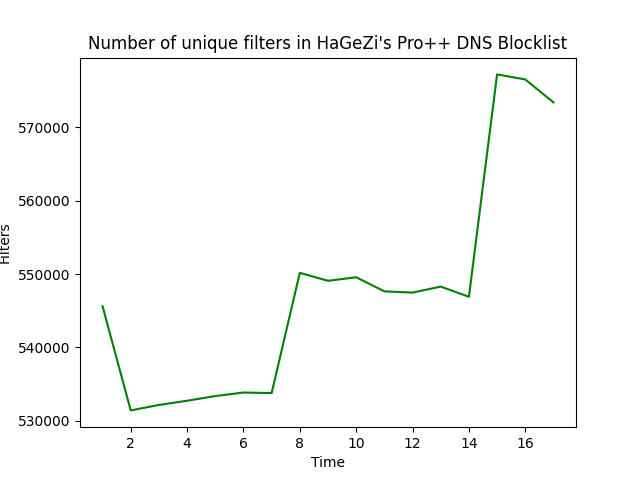 Number of unique filters in HaGeZi's Pro++ DNS Blocklist
570000
560000
550000
540000
530000
Filters
2 4 6 8 10 12 14 16
Time